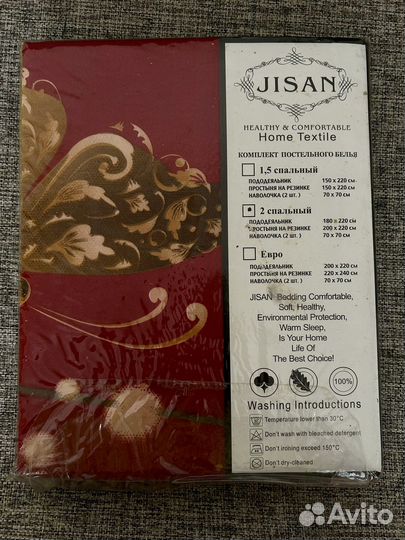 JISAN
HEALTHY & COMFORTABLE
Home Textile
КОМПЛЕКТ ПОСТЕЛЬНОГО БЕЛЬЯ
1,5 спальный
ПОДОДЕЯЛЬНИК 150 x 220 см
ПРОСТЫНЯ НА РЕЗИНКЕ 150 x 220 см
НАВОЛОЧКА (2 шт. ) 70 x 70 см
2 спальный
ПОДОДЕЯЛЬНИК 180 x 220 см
ПРОСТЫНЯ НА РЕЗИНКЕ 200 x 220 см
НАВОЛОЧКА (2 шт. ) 70 x 70 см
Евро
ПОДОДЕЯЛЬНИК 200 x 220 см
ПРОСТЫНЯ НА РЕЗИНКЕ 220 x 240 см
НАВОЛОЧКА (2 шт. ) 70 x 70 см
JISAN Bedding Comfortable,
Soft, Healthy,
Environmental Protection,
Warm Sleep,
Is Your Home
Life Of
The Best Choice!
100%
Washing Introductions
Temperature lower than 30°C
Don't wash with bleached detergent
Don't ironing exceed 150°C
Don't dry-cleaned
Avito